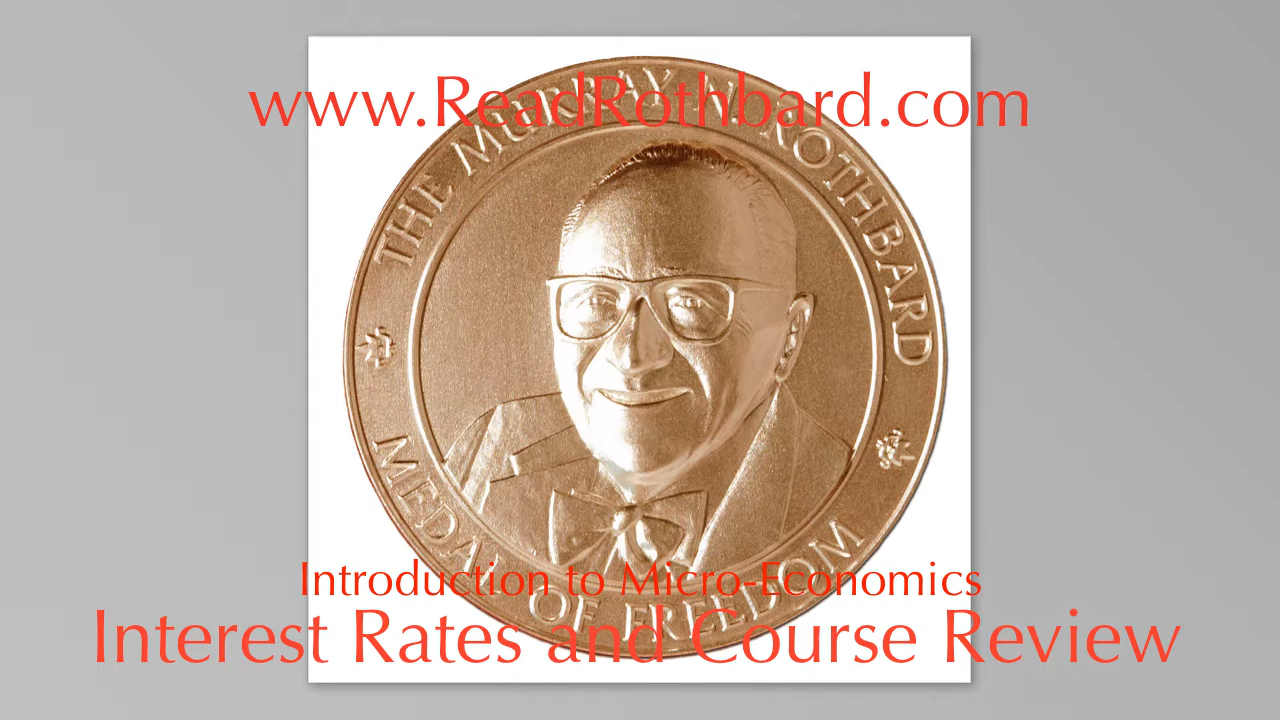 www.ReadRothbard.com
THE MURRAY N. ROTHBARD
MEDAL OF FREEDOM
Introduction to Micro-Economics
Interest Rates and Course Review